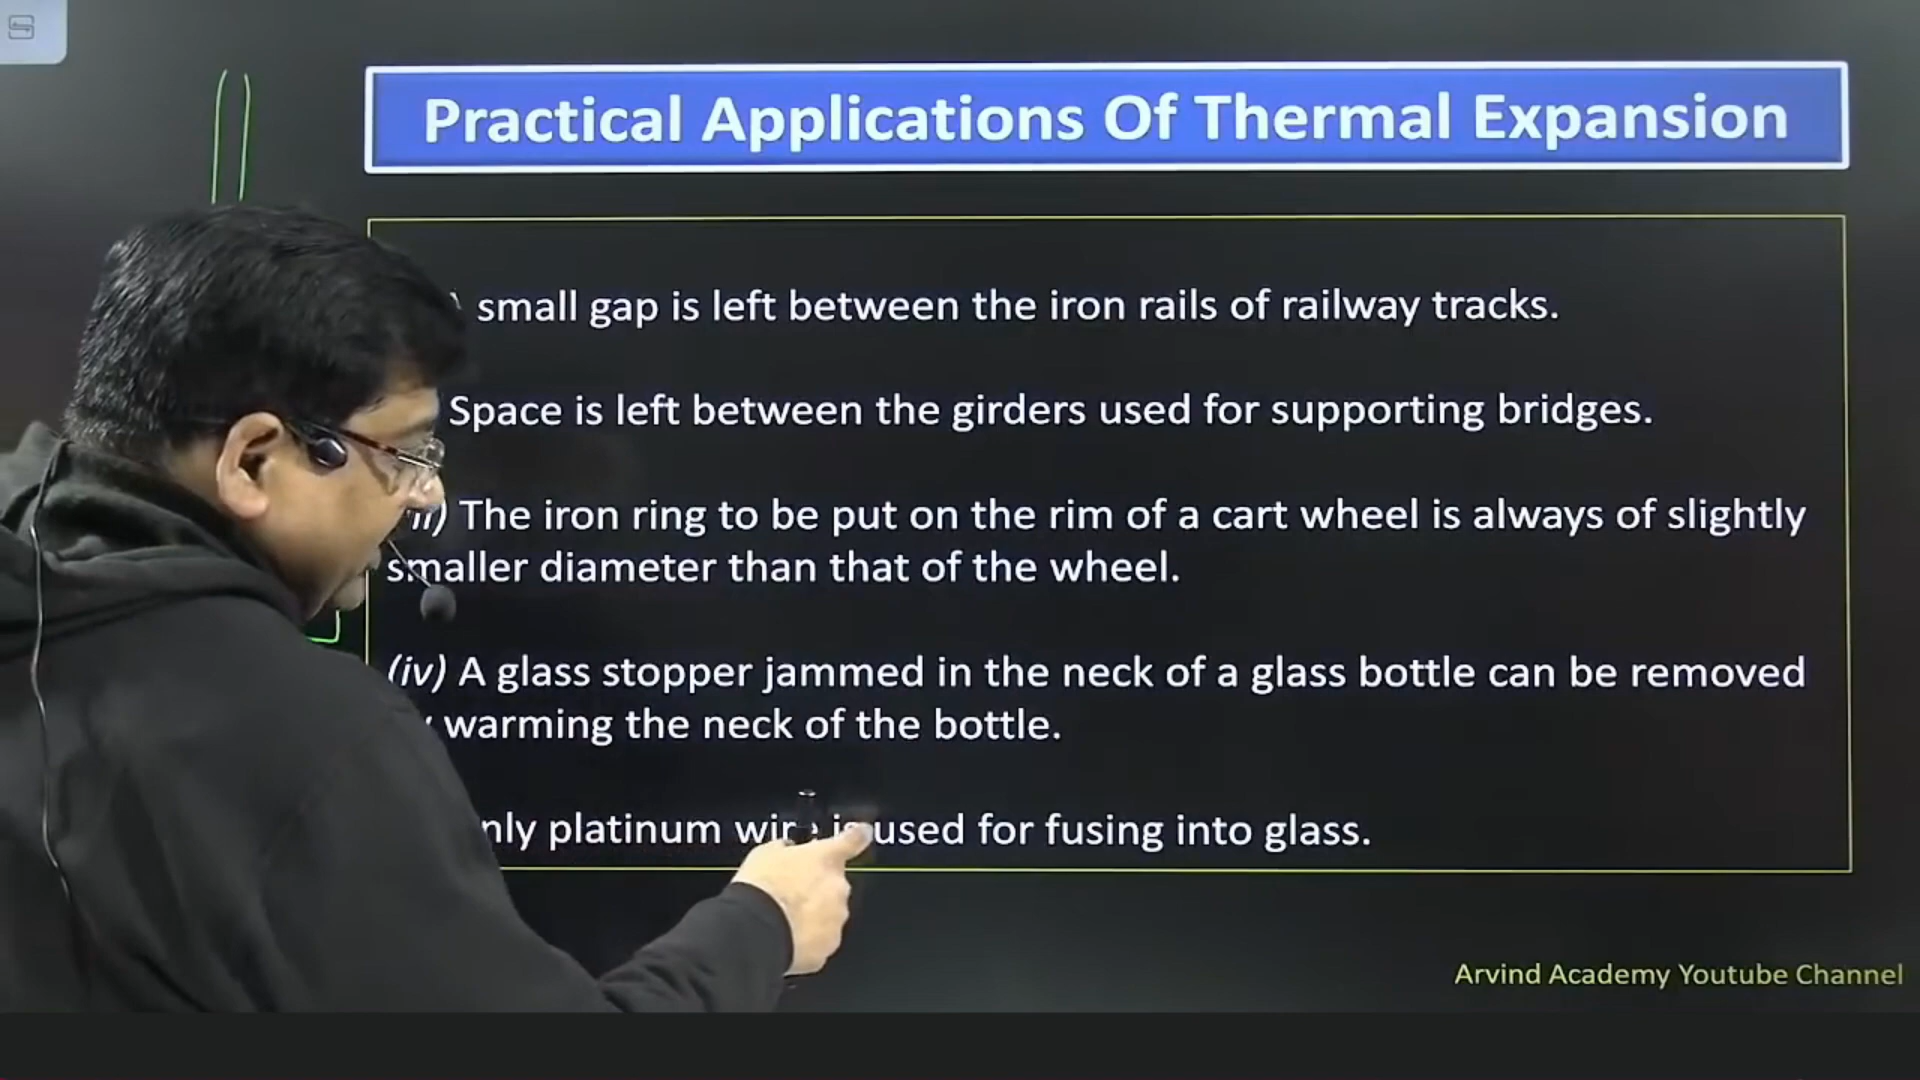 Practical Applications Of Thermal Expansion
small gap is left between the iron rails of railway tracks.
Space is left between the girders used for supporting bridges.
The iron ring to be put on the rim of a cart wheel is always of slightly
smaller diameter than that of the wheel.
(iv) A glass stopper jammed in the neck of a glass bottle can be removed
warming the neck of the bottle.
platinum wire is used for fusing into glass.
Arvind Academy Youtube Channel